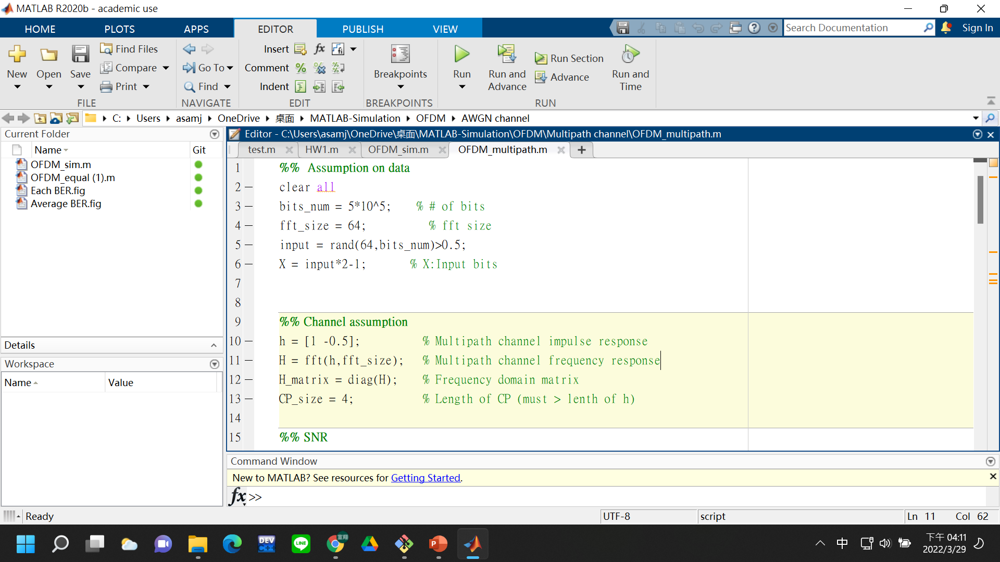 MATLAB R2020b - academic use
HOME PLOTS APPS EDITOR PUBLISH VIEW
Search Documentation
Sign In
New
Open
Save
Find Files
Compare
Print
FILE
Go To
Find
NAVIGATE
Insert
Comment
Indent
EDIT
Breakpoints
BREAKPOINTS
Run
Run and Advance
Run Section
Advance
Run and Time
RUN
C: Users asamj OneDrive 桌面 MATLAB-Simulation OFDM AWGN channel
Current Folder
Name Git
OFDM_sim.m
OFDM_equal (1).m
Each BER.fig
Average BER.fig
Details
Workspace
Name Value
Editor - C:\Users\asamj\OneDrive\桌面\MATLAB-Simulation\OFDM\Multipath channel\OFDM_multipath.m
test.m HW1.m OFDM_sim.m OFDM_multipath.m +
1 %% Assumption on data
2 clear all
3 bits_num = 5*10^5; % # of bits
4 fft_size = 64; % fft size
5 input = rand(64,bits_num)>0.5;
6 X = input*2-1; % X:Input bits
7
8
9 %% Channel assumption
10 h = [1 -0.5]; % Multipath channel impulse response
11 H = fft(h,fft_size); % Multipath channel frequency response
12 H_matrix = diag(H); % Frequency domain matrix
13 CP_size = 4; % Length of CP (must > lenth of h)
14
15 %% SNR
Command Window
New to MATLAB? See resources for Getting Started.
fx >>
Ready
UTF-8
script
Ln 11 Col 62
DEV C++
LINE
宣翔
P
中
下午 04:11
2022/3/29